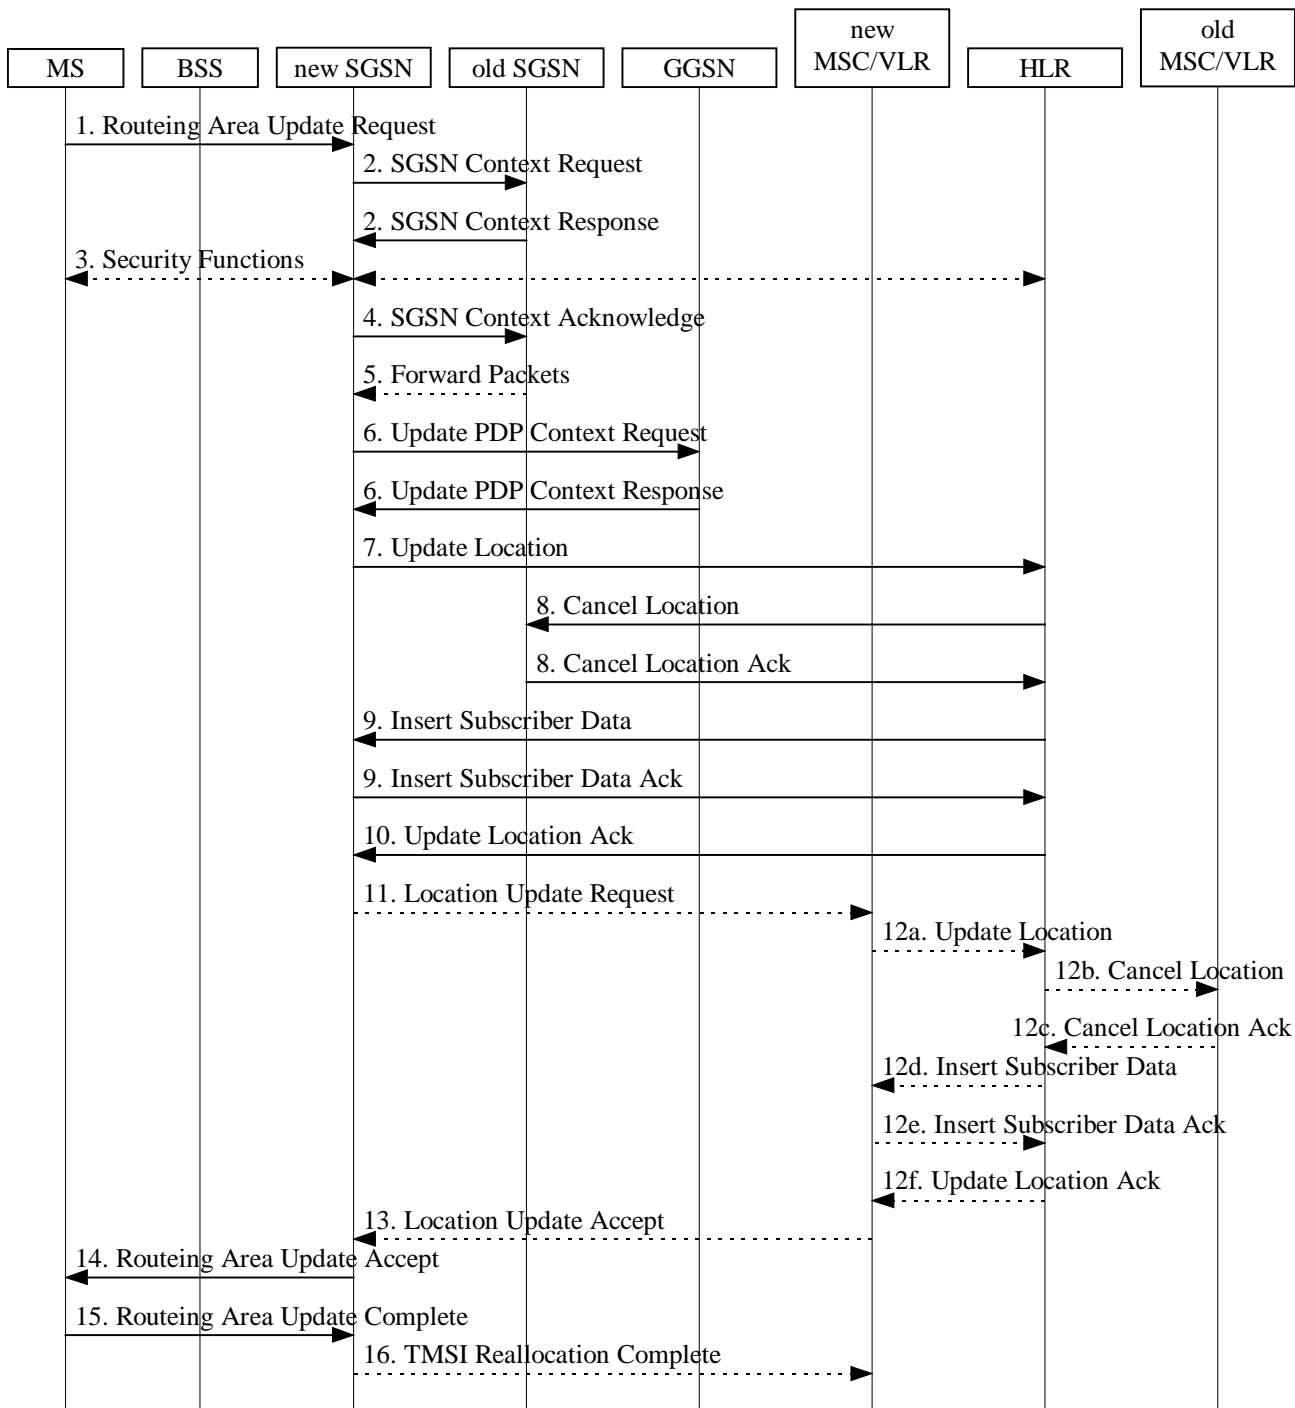 new
old
MSC/VLR
MSC/VLR
MS
BSS
new SGSN
old SGSN
GGSN
HLR
1. Routeing Area Update Request
2. SGSN Context Request
2. SGSN Context Response
3. Security Functions
4. SGSN Context Acknowledge
5. Forward Packets
6. Update PDP Context Request
6. Update PDP Context Response
7. Update Location
8. Cancel Location
8. Cancel Location Ack
9. Insert Subscriber Data
9. Insert Subscriber Data Ack
10. Update Location Ack
11. Location Update Request
12a. Update Location
12b. Cancel Location
12c. Cancel Location Ack
12d. Insert Subscriber Data
12e. Insert Subscriber Data Ack
12f. Update Location Ack
13. Location Update Accept
14. Routeing Area Update Accept
15. Routeing Area Update Complete
16. TMSI Reallocation Complete